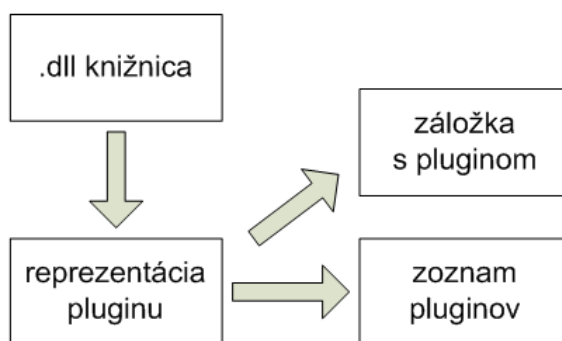 .dll knižnica
záložka
s pluginom
reprezentácia
pluginu
zoznam
pluginov